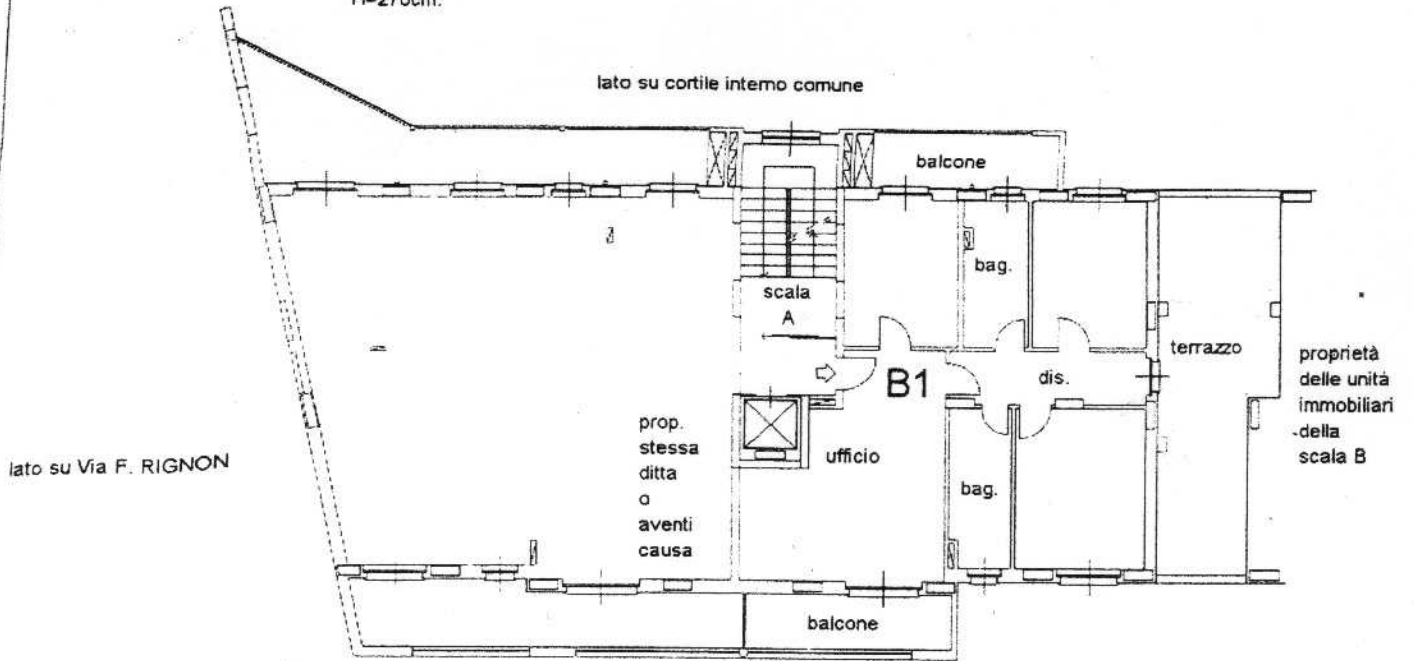 H=270cm.
lato su cortile interno comune
balcone
bag.
scala
A
terrazzo
proprietà
delle unità
immobiliari
della
scala B
B1
dis.
prop.
stessa
ditta
o
aventi
causa
ufficio
bag.
lato su Via F. RIGNON
balcone